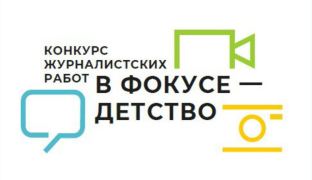 КОНКУРС
ЖУРНАЛИСТСКИХ
РАБОТ
В ФОКУСЕ —
ДЕТСТВО